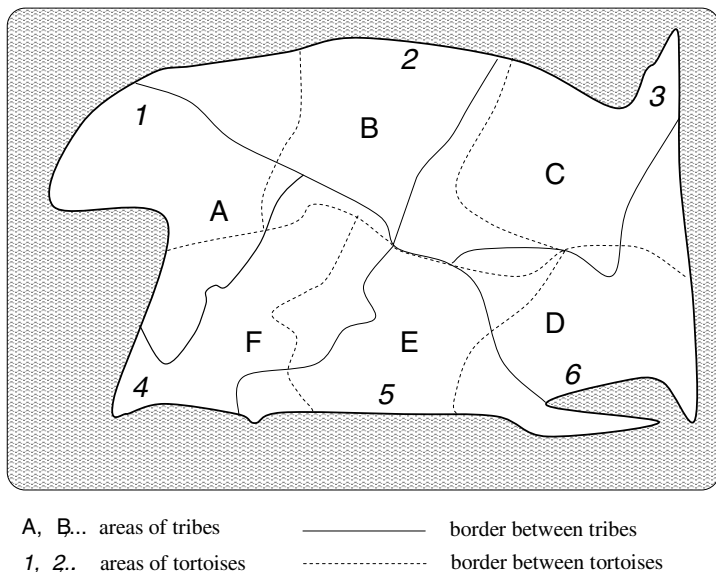 2
3
1
B
C
A
D
F
E
6
4
5
A, B,... areas of tribes
border between tribes
1, 2.. areas of tortoises
border between tortoises